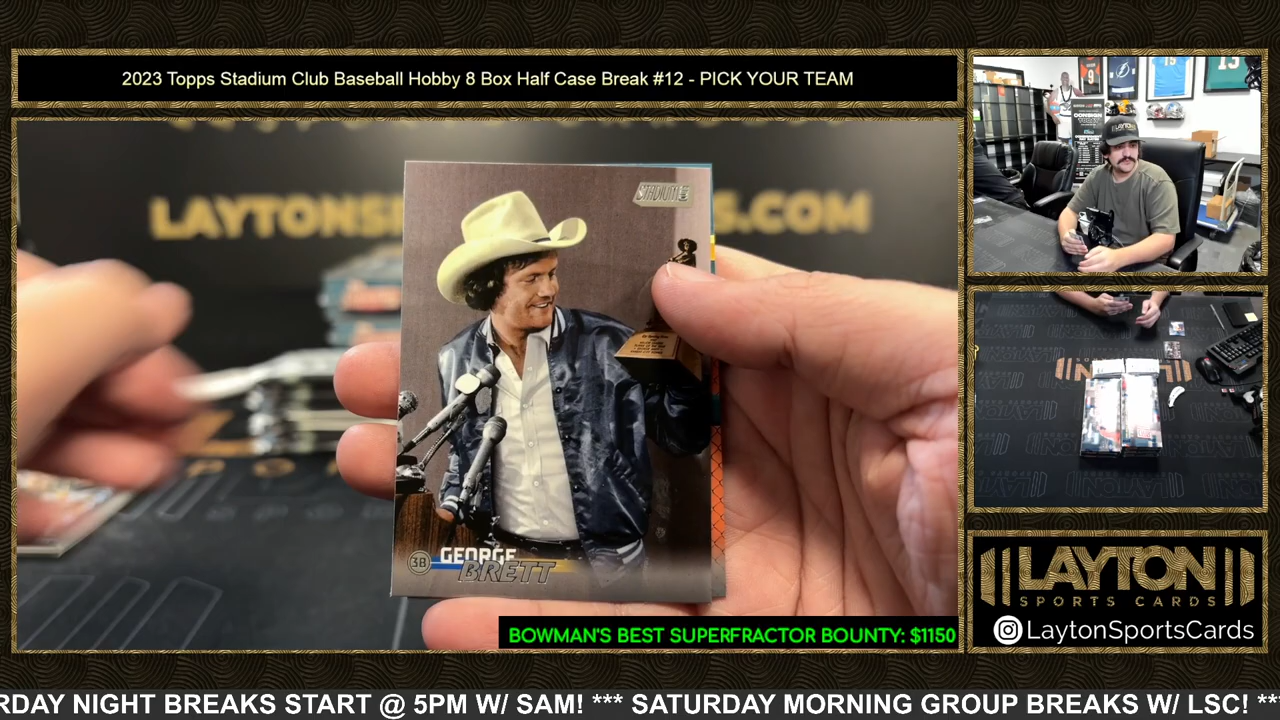 2023 Topps Stadium Club Baseball Hobby 8 Box Half Case Break #12 - PICK YOUR TEAM
STADIUM
3B
GEORGE
BRETT
BOWMAN'S BEST SUPERFRACTOR BOUNTY: $1150
LAYTON
SPORTS CARDS
LaytonSportsCards
RDAY NIGHT BREAKS START @ 5PM W/ SAM! *** SATURDAY MORNING GROUP BREAKS W/ LSC! **